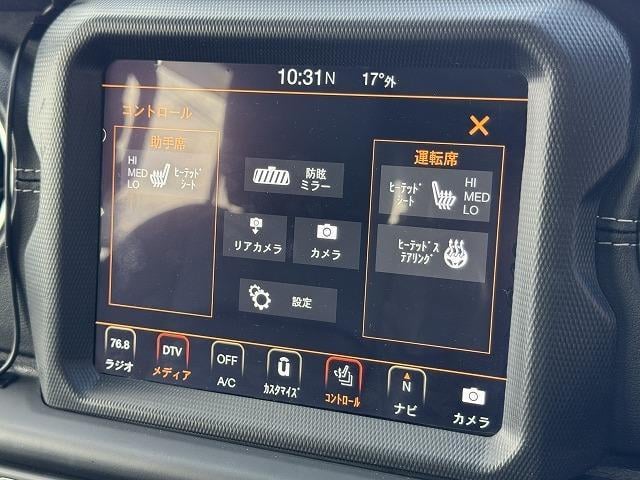 10:31 N 17°外
コントロール
助手席
HI
MED
LO
ﾋｰﾃｯﾄﾞ
ｼｰﾄ
防眩
ミラー
リアカメラ
カメラ
設定
運転席
ﾋｰﾃｯﾄﾞ
ｼｰﾄ
HI
MED
LO
ﾋｰﾃｯﾄﾞｽ
ﾃｱﾘﾝｸﾞ
76.8
ラジオ
DTV
メディア
OFF
A/C
ｶｽﾀﾏｲｽﾞ
ｺﾝﾄﾛｰﾙ
N
ナビ
カメラ